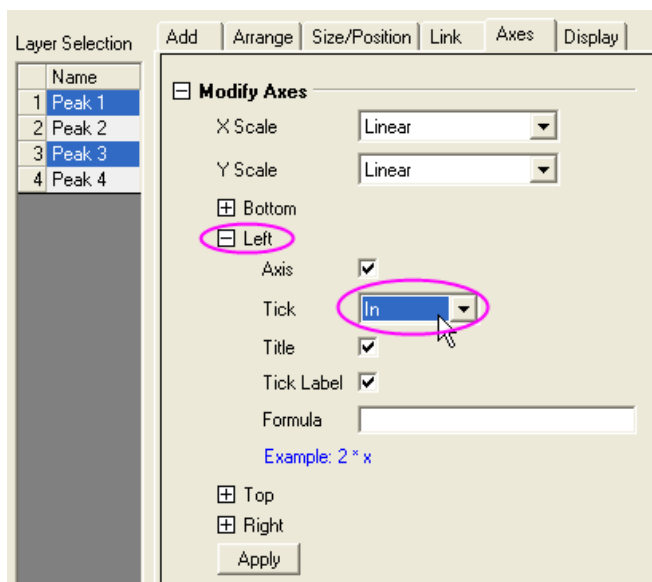 Layer Selection
Add Arrange Size/Position Link Axes Display
Name
1 Peak 1
2 Peak 2
3 Peak 3
4 Peak 4
Modify Axes
X Scale Linear
Y Scale Linear
Bottom
Left
Axis
Tick In
Title
Tick Label
Formula
Example: 2 * x
Top
Right
Apply